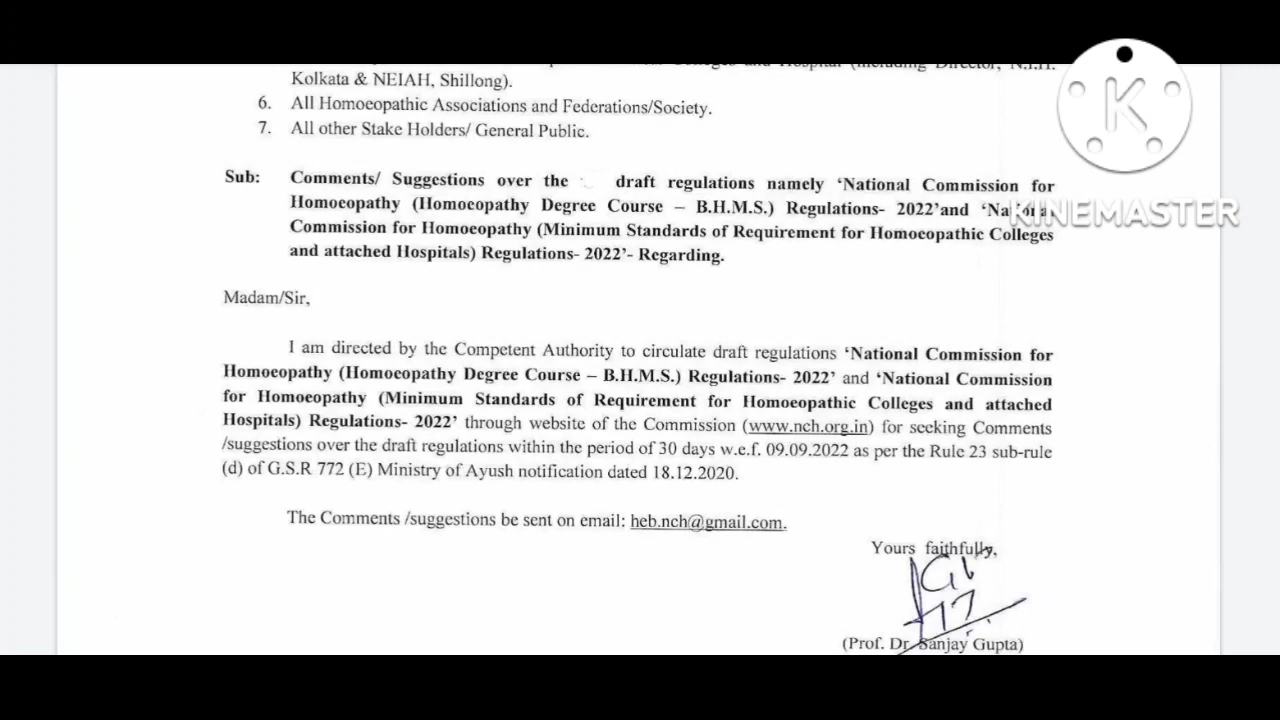 Colleges and Hospital (including Director, N.I.H.
Kolkata & NEIAH, Shillong).
6. All Homoeopathic Associations and Federations/Society.
7. All other Stake Holders/ General Public.
Sub: Comments/ Suggestions over the draft regulations namely ‘National Commission for
Homoeopathy (Homoeopathy Degree Course – B.H.M.S.) Regulations- 2022’and ‘National
Commission for Homoeopathy (Minimum Standards of Requirement for Homoeopathic Colleges
and attached Hospitals) Regulations- 2022’- Regarding.
Madam/Sir,
I am directed by the Competent Authority to circulate draft regulations ‘National Commission for
Homoeopathy (Homoeopathy Degree Course – B.H.M.S.) Regulations- 2022’ and ‘National Commission
for Homoeopathy (Minimum Standards of Requirement for Homoeopathic Colleges and attached
Hospitals) Regulations- 2022’ through website of the Commission (www.nch.org.in) for seeking Comments
/suggestions over the draft regulations within the period of 30 days w.e.f. 09.09.2022 as per the Rule 23 sub-rule
(d) of G.S.R 772 (E) Ministry of Ayush notification dated 18.12.2020.
The Comments /suggestions be sent on email: heb.nch@gmail.com.
Yours faithfully,
(Prof. Dr. Sanjay Gupta)
K
KINEMASTER